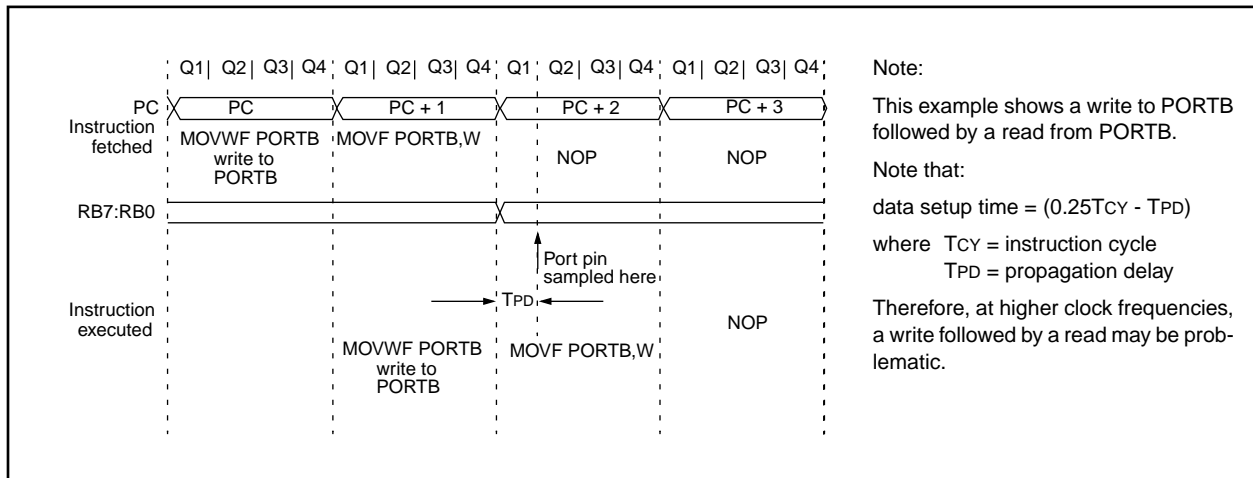 Q1| Q2| Q3| Q4 Q1| Q2| Q3| Q4 Q1| Q2| Q3| Q4 Q1| Q2| Q3| Q4
PC PC PC + 1 PC + 2 PC + 3
Instruction
fetched
MOVWF PORTB
write to
PORTB
MOVF PORTB,W
NOP
NOP
RB7:RB0
Port pin
sampled here
TPD
Instruction
executed
MOVWF PORTB
write to
PORTB
MOVF PORTB,W
NOP
Note:
This example shows a write to PORTB
followed by a read from PORTB.
Note that:
data setup time = (0.25TCY - TPD)
where TCY = instruction cycle
TPD = propagation delay
Therefore, at higher clock frequencies,
a write followed by a read may be prob-
lematic.